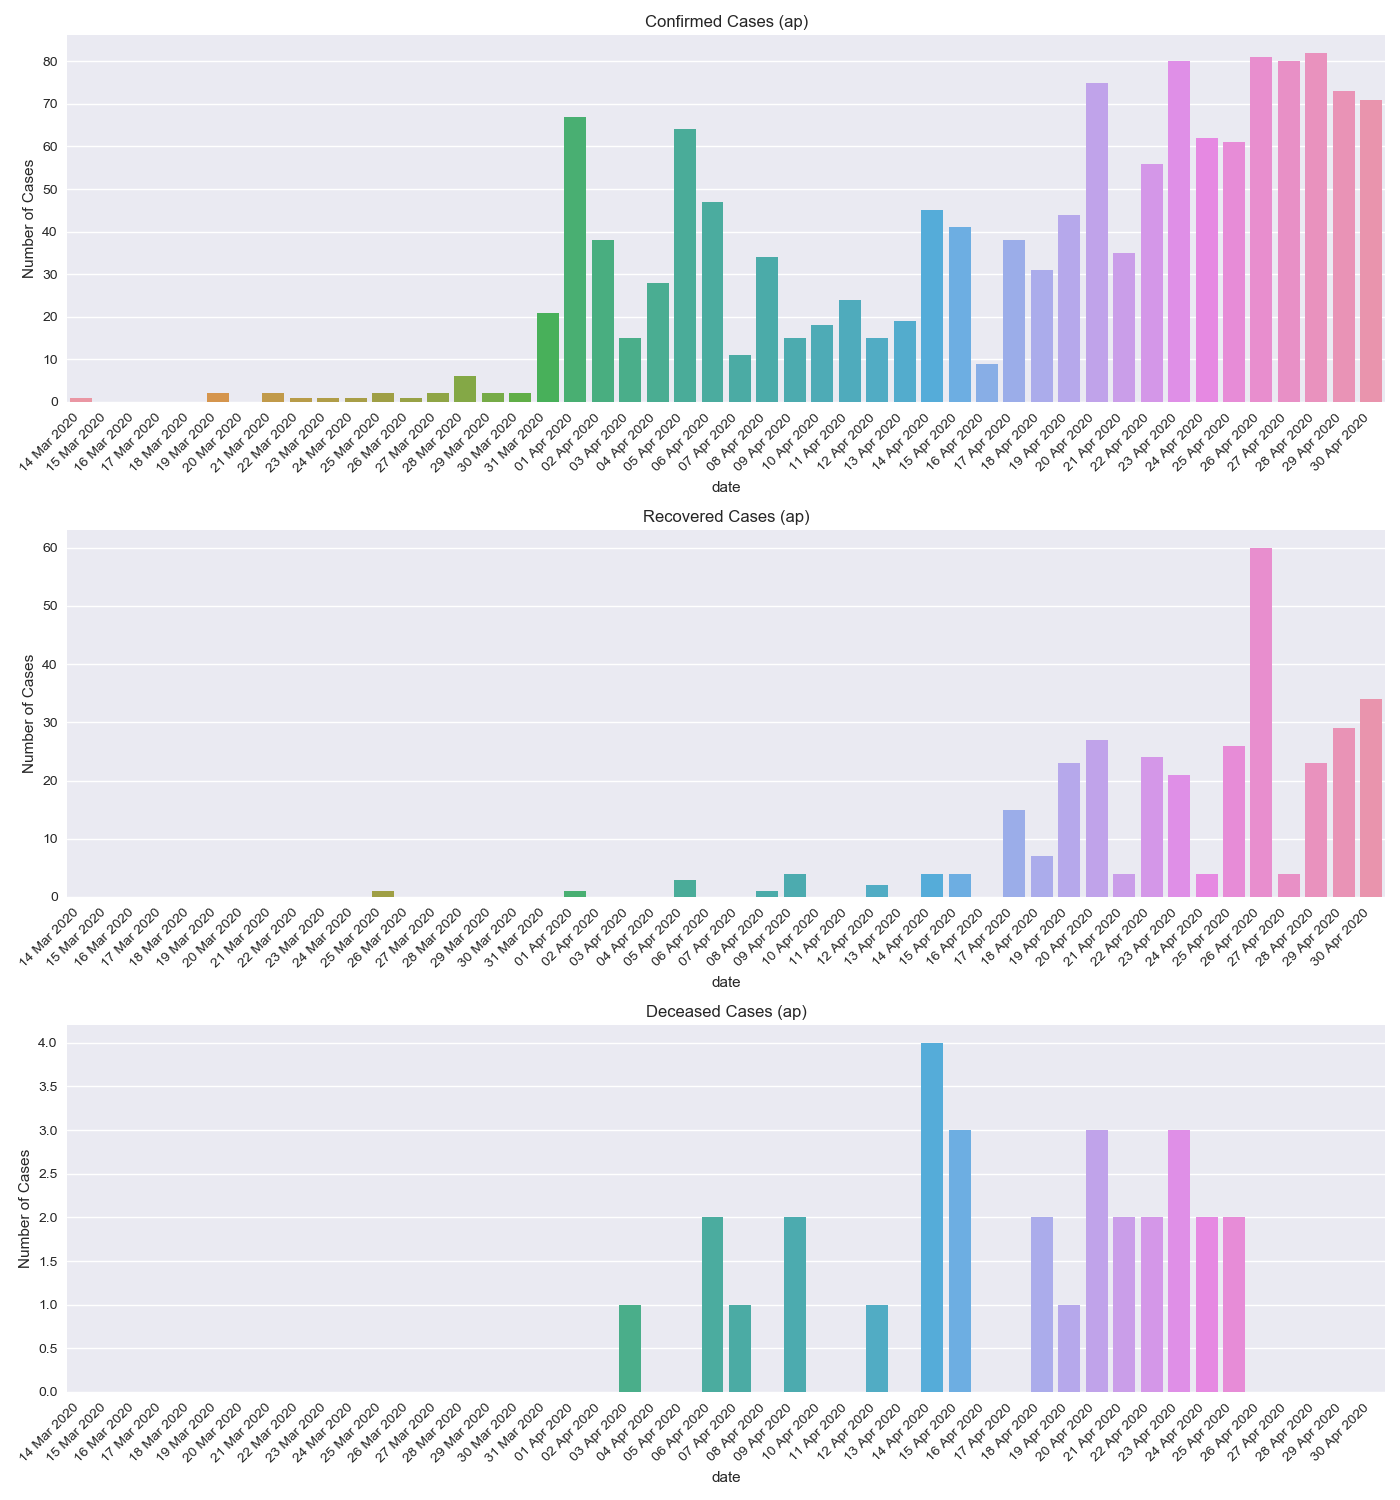 Confirmed Cases (ap)
Number of Cases
80
70
60
50
40
30
20
10
0
14 Mar 2020
15 Mar 2020
16 Mar 2020
17 Mar 2020
18 Mar 2020
19 Mar 2020
20 Mar 2020
21 Mar 2020
22 Mar 2020
23 Mar 2020
24 Mar 2020
25 Mar 2020
26 Mar 2020
27 Mar 2020
28 Mar 2020
29 Mar 2020
30 Mar 2020
31 Mar 2020
01 Apr 2020
02 Apr 2020
03 Apr 2020
04 Apr 2020
05 Apr 2020
06 Apr 2020
07 Apr 2020
08 Apr 2020
09 Apr 2020
10 Apr 2020
11 Apr 2020
12 Apr 2020
13 Apr 2020
14 Apr 2020
15 Apr 2020
16 Apr 2020
17 Apr 2020
18 Apr 2020
19 Apr 2020
20 Apr 2020
21 Apr 2020
22 Apr 2020
23 Apr 2020
24 Apr 2020
25 Apr 2020
26 Apr 2020
27 Apr 2020
28 Apr 2020
29 Apr 2020
30 Apr 2020
date
Recovered Cases (ap)
Number of Cases
60
50
40
30
20
10
0
14 Mar 2020
15 Mar 2020
16 Mar 2020
17 Mar 2020
18 Mar 2020
19 Mar 2020
20 Mar 2020
21 Mar 2020
22 Mar 2020
23 Mar 2020
24 Mar 2020
25 Mar 2020
26 Mar 2020
27 Mar 2020
28 Mar 2020
29 Mar 2020
30 Mar 2020
31 Mar 2020
01 Apr 2020
02 Apr 2020
03 Apr 2020
04 Apr 2020
05 Apr 2020
06 Apr 2020
07 Apr 2020
08 Apr 2020
09 Apr 2020
10 Apr 2020
11 Apr 2020
12 Apr 2020
13 Apr 2020
14 Apr 2020
15 Apr 2020
16 Apr 2020
17 Apr 2020
18 Apr 2020
19 Apr 2020
20 Apr 2020
21 Apr 2020
22 Apr 2020
23 Apr 2020
24 Apr 2020
25 Apr 2020
26 Apr 2020
27 Apr 2020
28 Apr 2020
29 Apr 2020
30 Apr 2020
date
Deceased Cases (ap)
Number of Cases
4.0
3.5
3.0
2.5
2.0
1.5
1.0
0.5
0.0
14 Mar 2020
15 Mar 2020
16 Mar 2020
17 Mar 2020
18 Mar 2020
19 Mar 2020
20 Mar 2020
21 Mar 2020
22 Mar 2020
23 Mar 2020
24 Mar 2020
25 Mar 2020
26 Mar 2020
27 Mar 2020
28 Mar 2020
29 Mar 2020
30 Mar 2020
31 Mar 2020
01 Apr 2020
02 Apr 2020
03 Apr 2020
04 Apr 2020
05 Apr 2020
06 Apr 2020
07 Apr 2020
08 Apr 2020
09 Apr 2020
10 Apr 2020
11 Apr 2020
12 Apr 2020
13 Apr 2020
14 Apr 2020
15 Apr 2020
16 Apr 2020
17 Apr 2020
18 Apr 2020
19 Apr 2020
20 Apr 2020
21 Apr 2020
22 Apr 2020
23 Apr 2020
24 Apr 2020
25 Apr 2020
26 Apr 2020
27 Apr 2020
28 Apr 2020
29 Apr 2020
30 Apr 2020
date